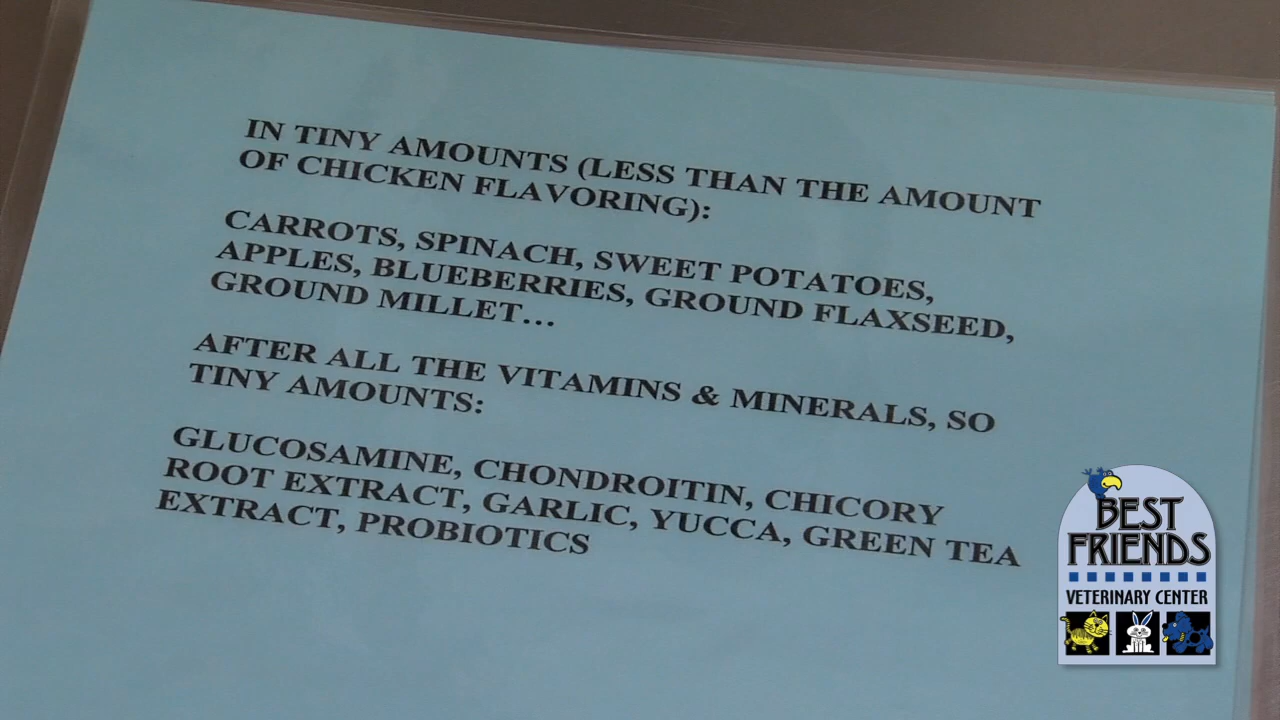 IN TINY AMOUNTS (LESS THAN THE AMOUNT
OF CHICKEN FLAVORING):
CARROTS, SPINACH, SWEET POTATOES,
APPLES, BLUEBERRIES, GROUND FLAXSEED,
GROUND MILLET...
AFTER ALL THE VITAMINS & MINERALS, SO
TINY AMOUNTS:
GLUCOSAMINE, CHONDROITIN, CHICORY
ROOT EXTRACT, GARLIC, YUCCA, GREEN TEA
EXTRACT, PROBIOTICS
BEST
FRIENDS
VETERINARY CENTER